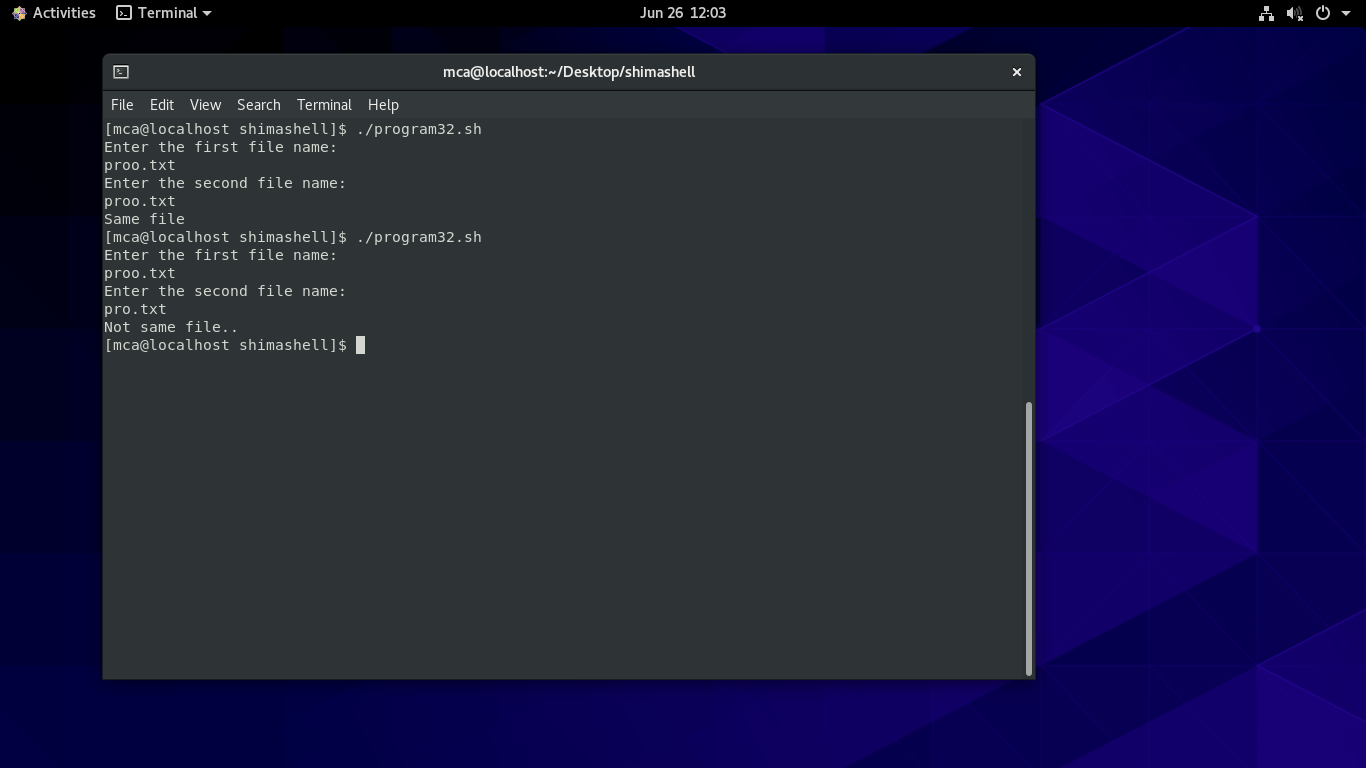 Activities Terminal Jun 26 12:03
mca@localhost:~/Desktop/shimashell
File Edit View Search Terminal Help
[mca@localhost shimashell]$ ./program32.sh
Enter the first file name:
proo.txt
Enter the second file name:
proo.txt
Same file
[mca@localhost shimashell]$ ./program32.sh
Enter the first file name:
proo.txt
Enter the second file name:
pro.txt
Not same file..
[mca@localhost shimashell]$